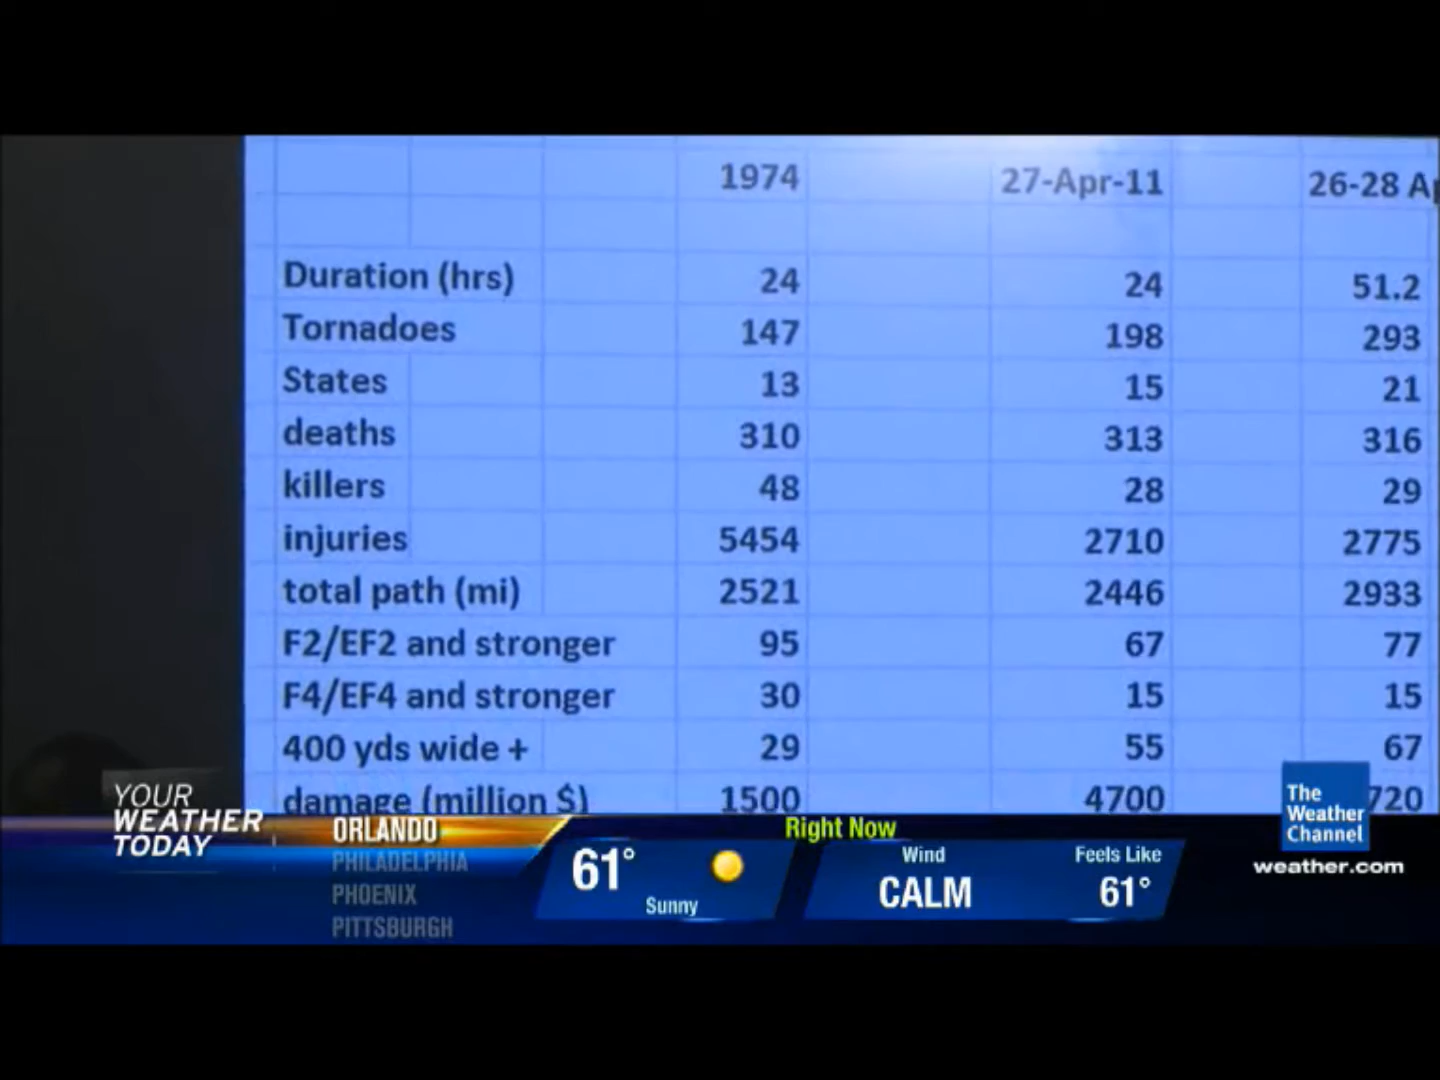 1974 27-Apr-11 26-28 Ap
Duration (hrs) 24 24 51.2
Tornadoes 147 198 293
States 13 15 21
deaths 310 313 316
killers 48 28 29
injuries 5454 2710 2775
total path (mi) 2521 2446 2933
F2/EF2 and stronger 95 67 77
F4/EF4 and stronger 30 15 15
400 yds wide + 29 55 67
damage (million $) 1500 4700 720
YOUR
WEATHER
TODAY
ORLANDO
PHILADELPHIA
PHOENIX
PITTSBURGH
Right Now
61°
Sunny
Wind
CALM
Feels Like
61°
The
Weather
Channel
weather.com